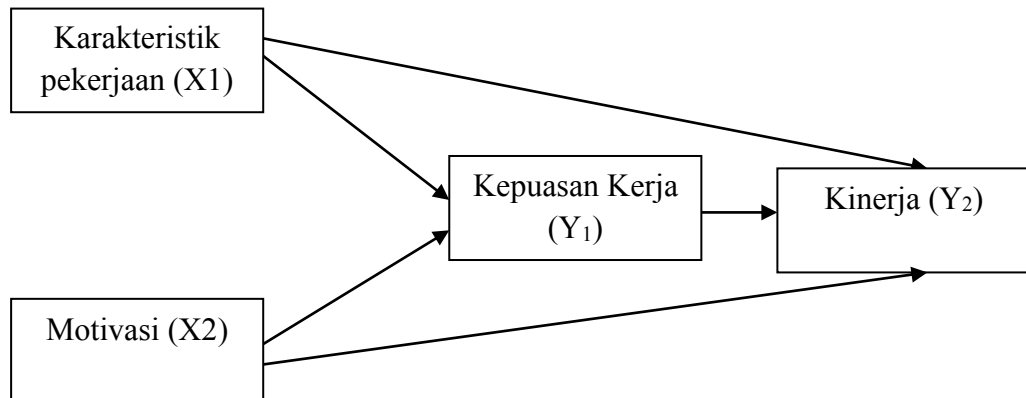 Karakteristik
pekerjaan (X1)
Kepuasan Kerja
(Y₁)
Kinerja (Y₂)
Motivasi (X2)